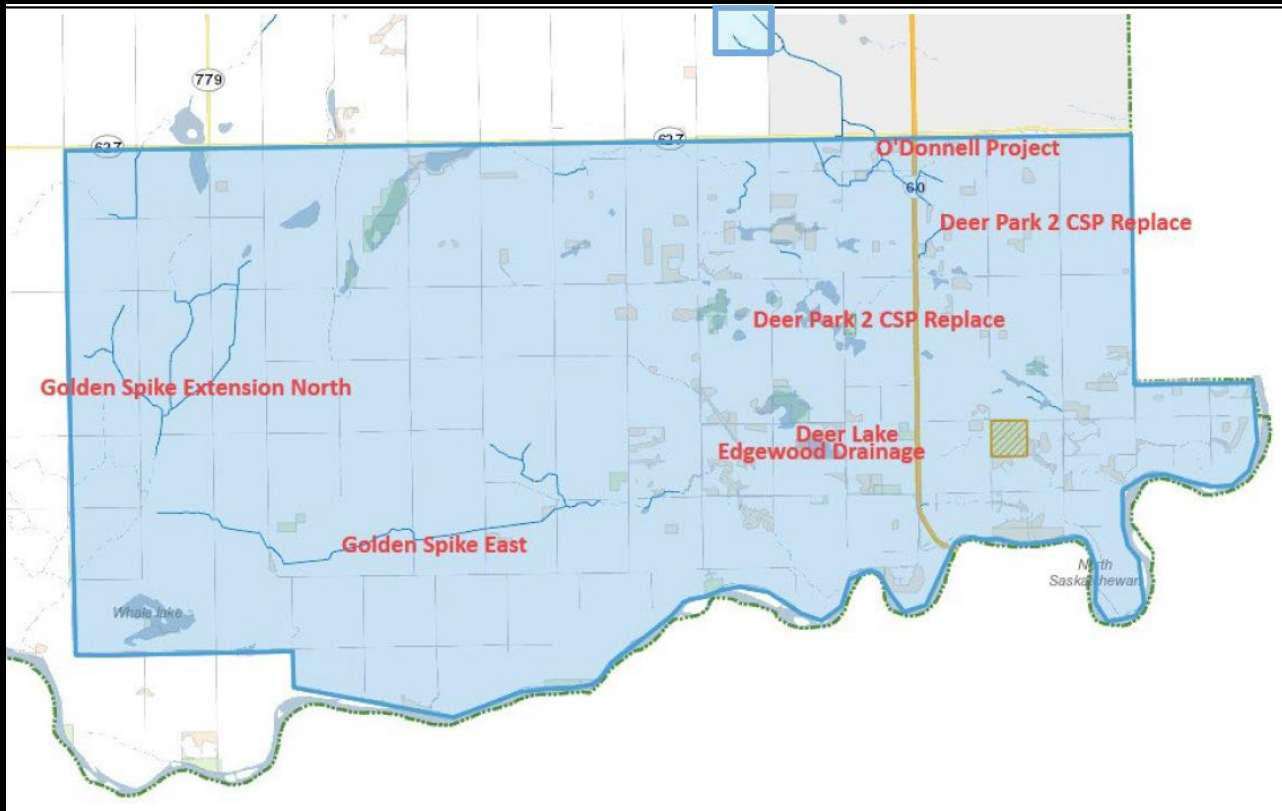 779
627
627
O'Donnell Project
60
Deer Park 2 CSP Replace
Deer Park 2 CSP Replace
Golden Spike Extension North
Deer Lake
Edgewood Drainage
Golden Spike East
North
Saskatchewan
Whale lake